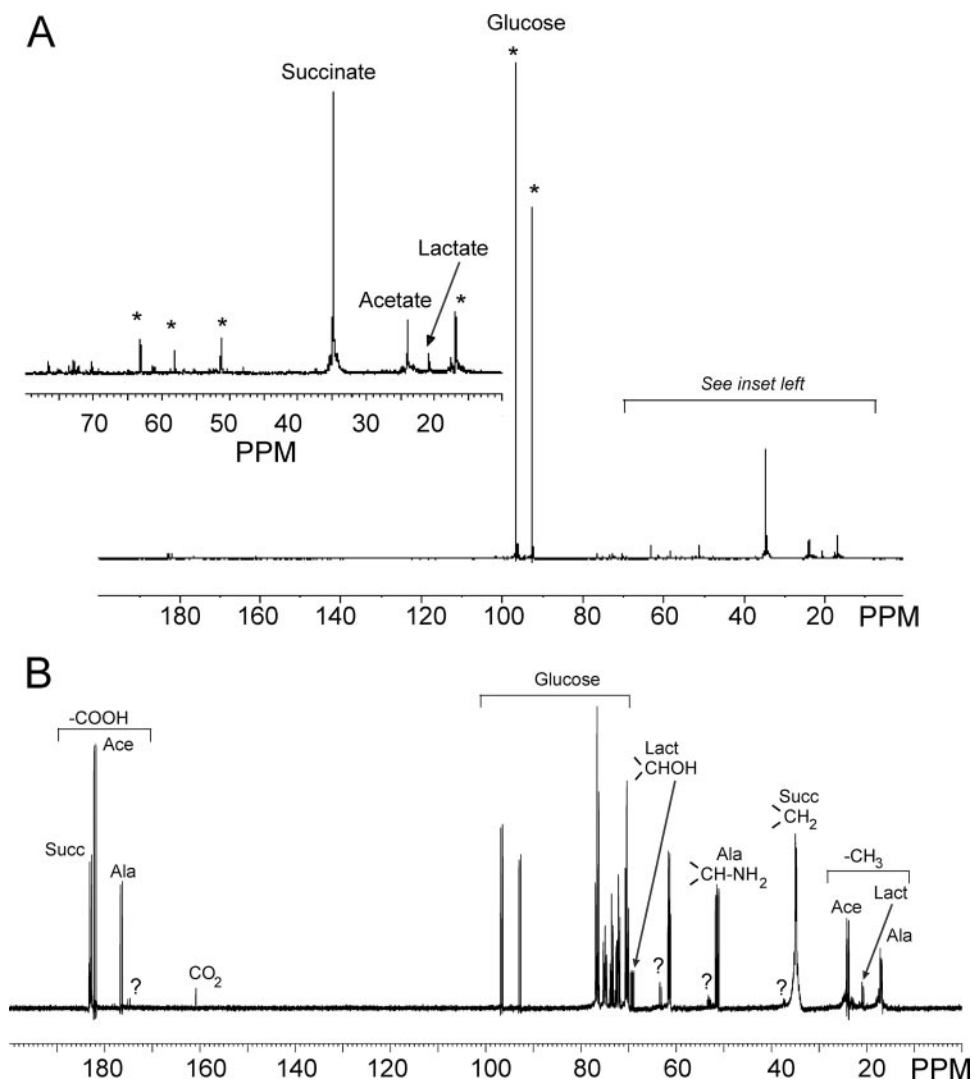 A
Glucose
*
Succinate
*
Lactate
Acetate
*
*
*
*
See inset left
70 60 50 40 30 20
PPM
180 160 140 120 100 80 60 40 20 PPM
B
Glucose
-COOH
Ace
Lact
CHOH
Succ
CH2
Succ
Ala
Ala
CH-NH2
-CH3
Lact
Ace
Ala
?
CO2
?
?
?
180 160 140 120 100 80 60 40 20 PPM